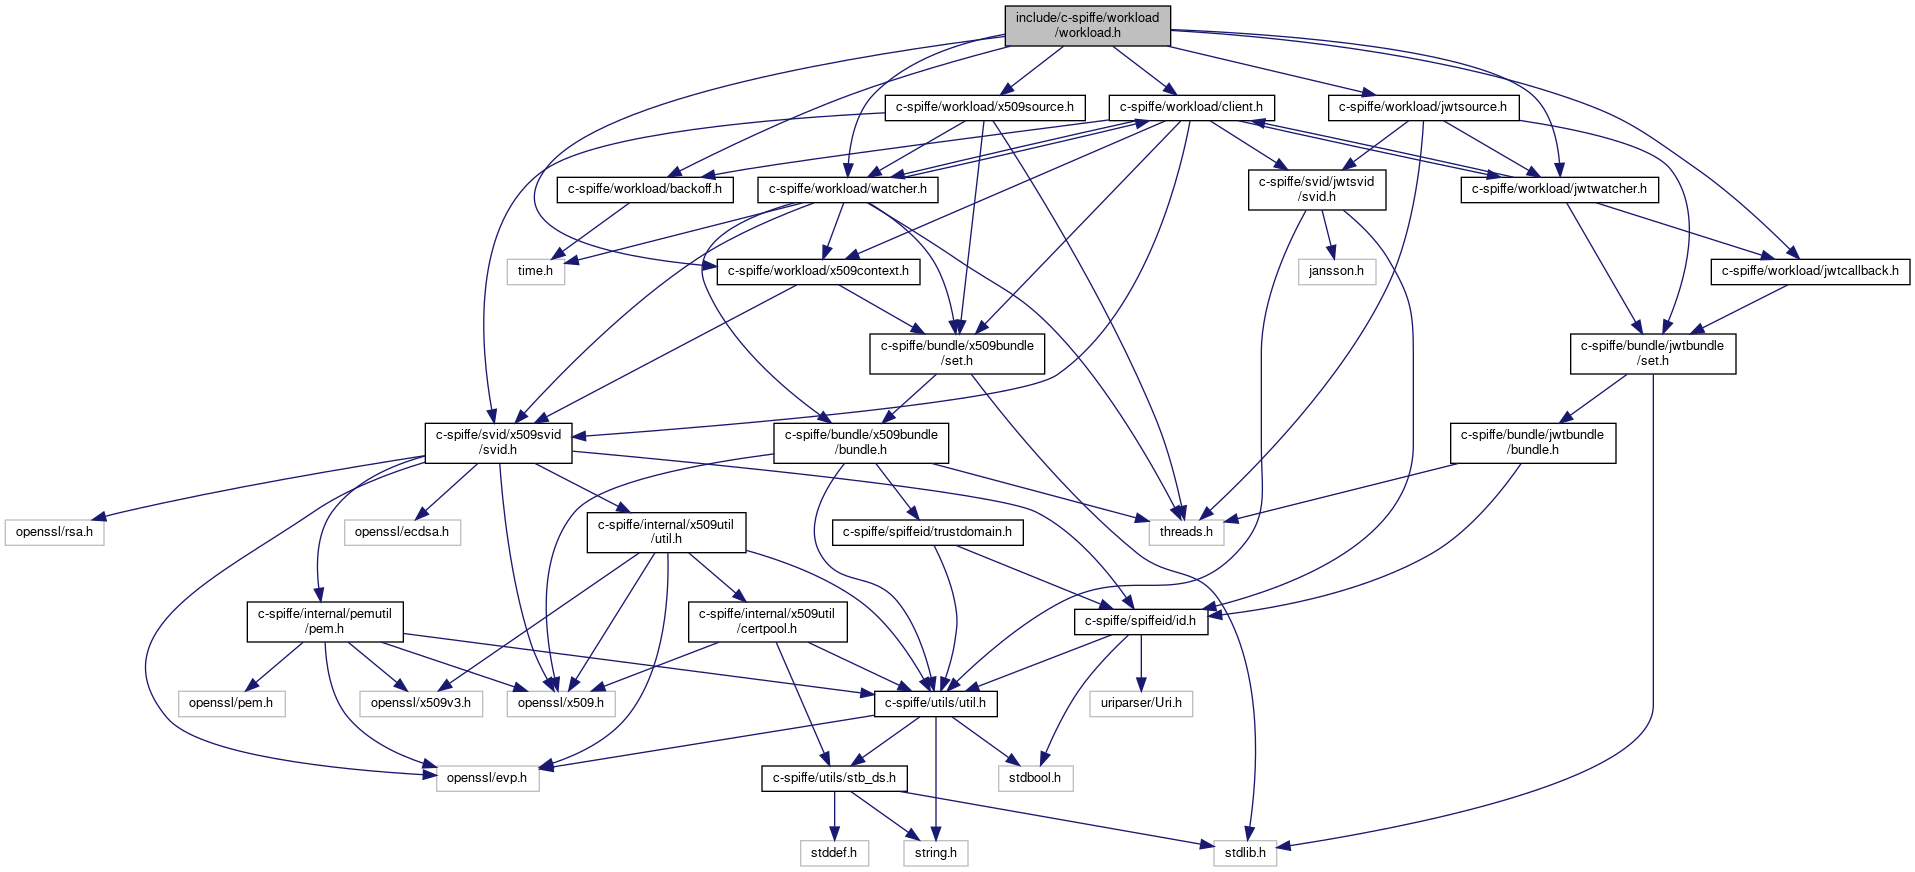 include/c-spiffe/workload
/workload.h
c-spiffe/workload/x509source.h
c-spiffe/workload/client.h
c-spiffe/workload/jwtsource.h
c-spiffe/workload/backoff.h
c-spiffe/workload/watcher.h
c-spiffe/svid/jwtsvid
/svid.h
c-spiffe/workload/jwtwatcher.h
time.h
c-spiffe/workload/x509context.h
jansson.h
c-spiffe/workload/jwtcallback.h
c-spiffe/bundle/x509bundle
/set.h
c-spiffe/bundle/jwtbundle
/set.h
c-spiffe/svid/x509svid
/svid.h
c-spiffe/bundle/x509bundle
/bundle.h
c-spiffe/bundle/jwtbundle
/bundle.h
openssl/rsa.h
openssl/ecdsa.h
c-spiffe/internal/x509util
/util.h
c-spiffe/spiffeid/trustdomain.h
threads.h
c-spiffe/internal/pemutil
/pem.h
c-spiffe/internal/x509util
/certpool.h
c-spiffe/spiffeid/id.h
openssl/pem.h
openssl/x509v3.h
openssl/x509.h
c-spiffe/utils/util.h
uriparser/Uri.h
openssl/evp.h
c-spiffe/utils/stb_ds.h
stdbool.h
stddef.h
string.h
stdlib.h